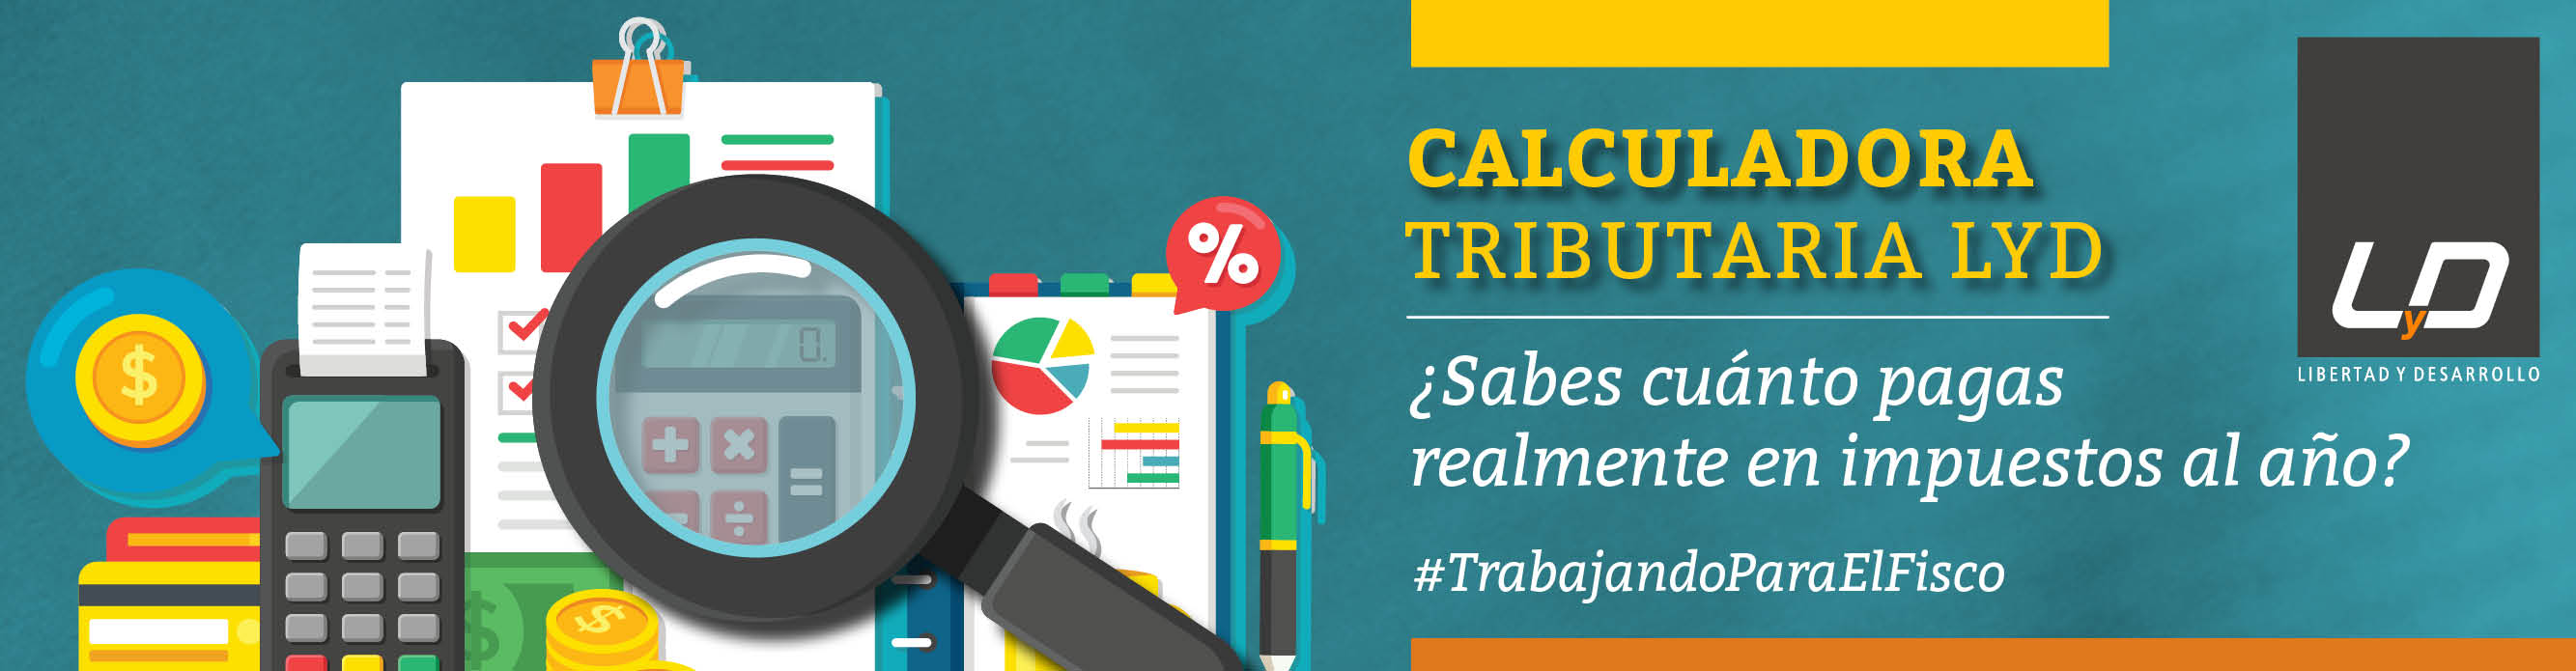 $
0.
%
$
$
CALCULADORA
TRIBUTARIA LYD
¿Sabes cuánto pagas
realmente en impuestos al año?
#TrabajandoParaElFisco
LyD
LIBERTAD Y DESARROLLO